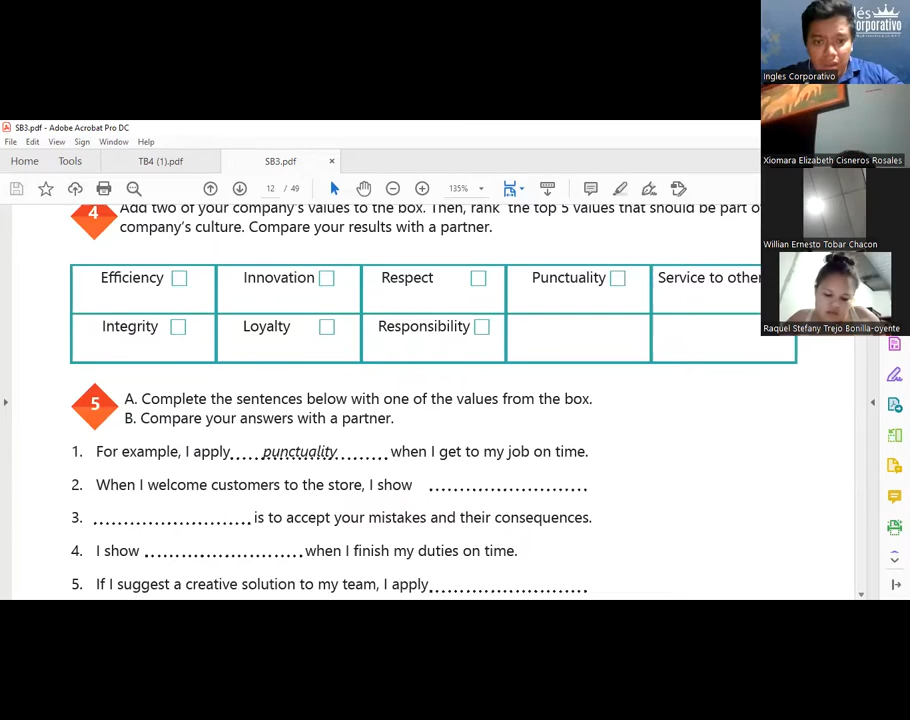 lés
orporativo
Ingles Corporativo
SB3.pdf - Adobe Acrobat Pro DC
File Edit View Sign Window Help
Xiomara Elizabeth Cisneros Rosales
Home Tools TB4 (1).pdf SB3.pdf ×
12 / 49 135%
4 Add two of your company's values to the box. Then, rank the top 5 values that should be part o
company's culture. Compare your results with a partner.
Willian Ernesto Tobar Chacon
Efficiency Innovation Respect Punctuality Service to other
Integrity Loyalty Responsibility
Raquel Stefany Trejo Bonilla-oyente
5 A. Complete the sentences below with one of the values from the box.
B. Compare your answers with a partner.
1. For example, I apply.....punctuality........when I get to my job on time.
2. When I welcome customers to the store, I show ..........................
3. ..........................is to accept your mistakes and their consequences.
4. I show ..........................when I finish my duties on time.
5. If I suggest a creative solution to my team, I apply..........................